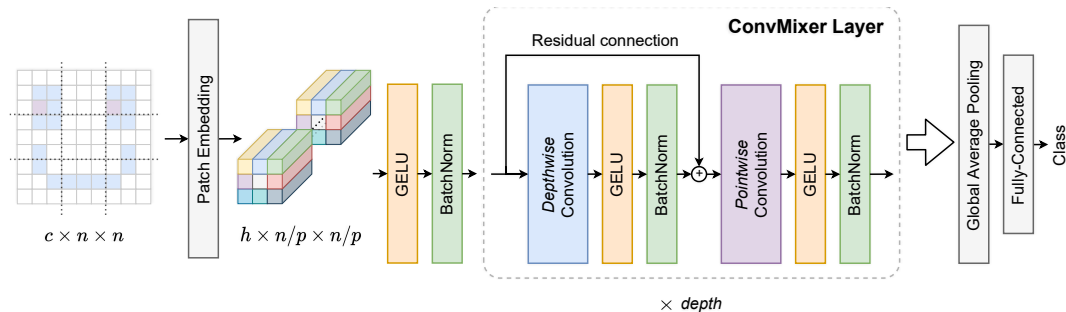 c × n × n
Patch Embedding
h × n/p × n/p
GELU
BatchNorm
ConvMixer Layer
Residual connection
Depthwise
Convolution
GELU
BatchNorm
+
Pointwise
Convolution
GELU
BatchNorm
× depth
Global Average Pooling
Fully-Connected
Class